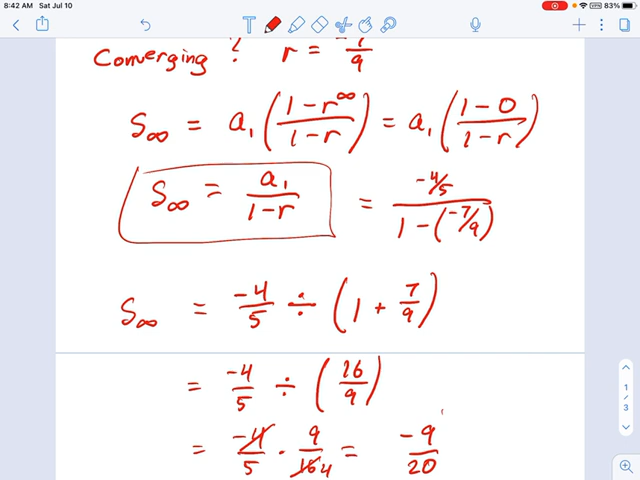 8:42 AM Sat Jul 10 83%
T
Converging ? r = -7/9
S∞ = a₁ ( (1 - r^∞)/(1 - r) ) = a₁ ( (1 - 0)/(1 - r) )
S∞ = a₁/(1 - r) = (-4/5)/(1 - (-7/9))
S∞ = -4/5 ÷ (1 + 7/9)
= -4/5 ÷ (16/9)
= -4/5 · 9/16 4 = -9/20
1 / 3